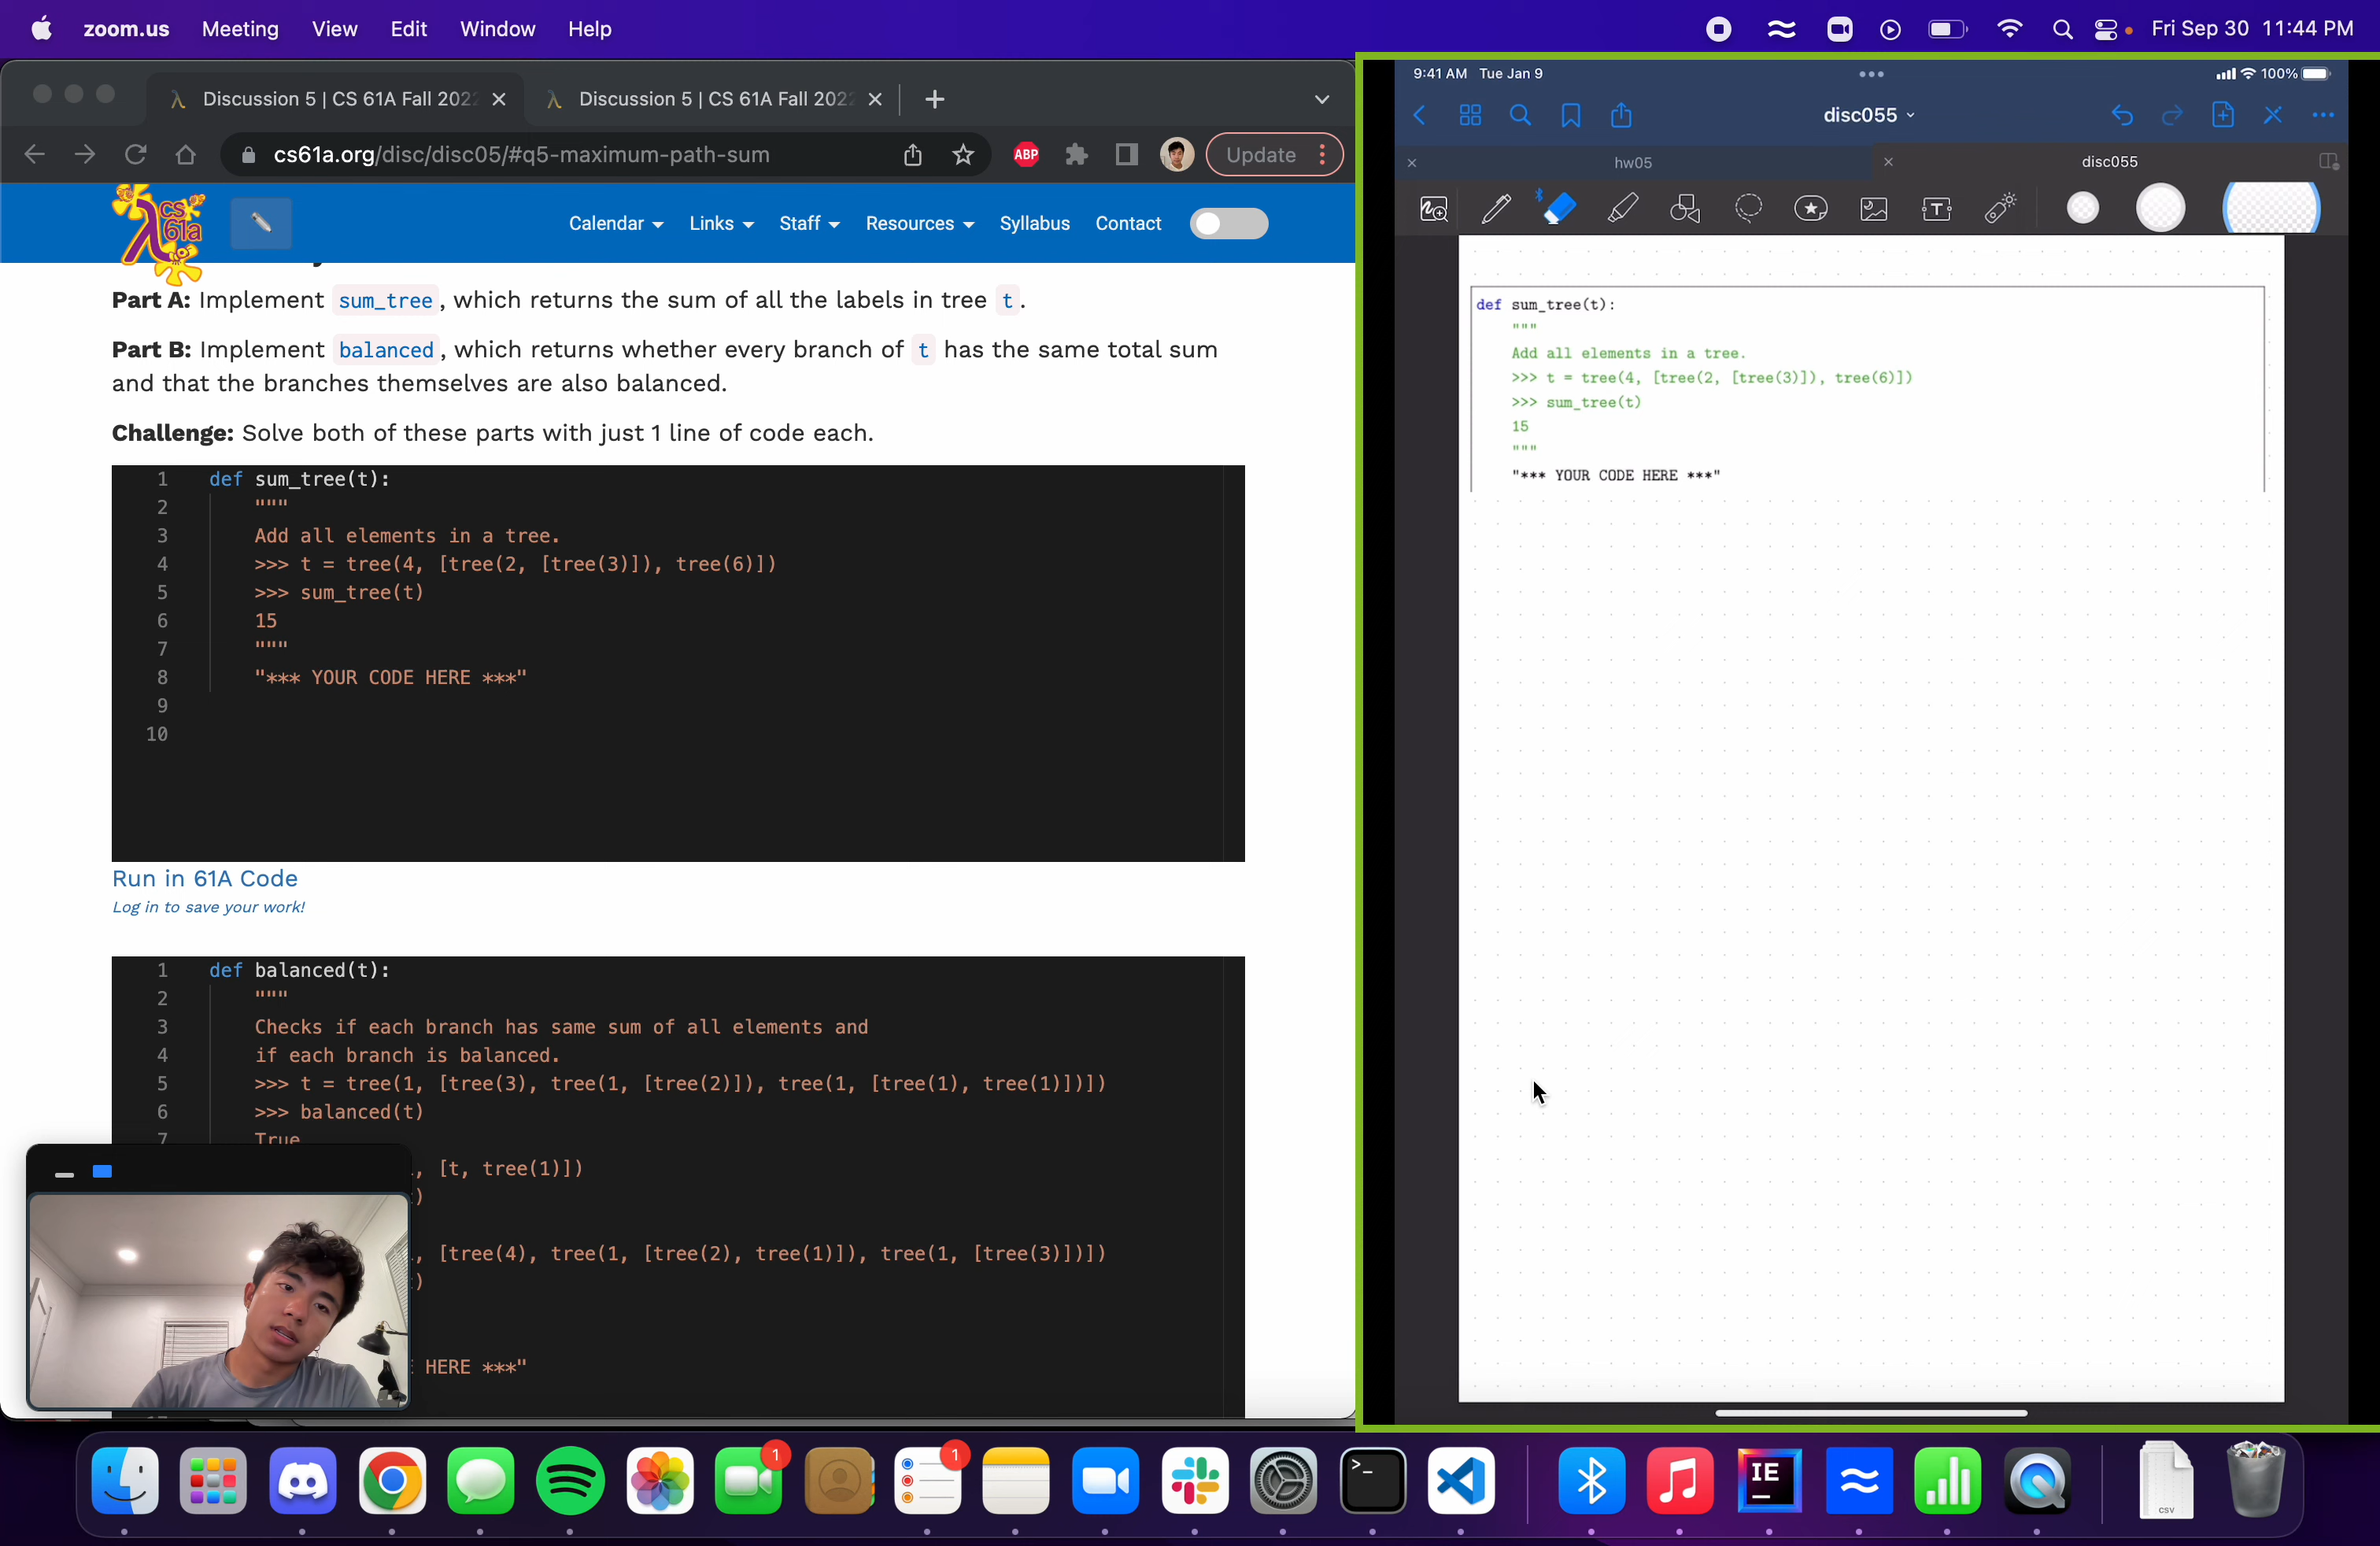 zoom.us Meeting View Edit Window Help
Fri Sep 30 11:44 PM
Discussion 5 | CS 61A Fall 202
Discussion 5 | CS 61A Fall 202
cs61a.org/disc/disc05/#q5-maximum-path-sum
ABP
Update
cs
61a
Calendar Links Staff Resources Syllabus Contact
Part A: Implement sum_tree, which returns the sum of all the labels in tree t.
Part B: Implement balanced, which returns whether every branch of t has the same total sum
and that the branches themselves are also balanced.
Challenge: Solve both of these parts with just 1 line of code each.
1 def sum_tree(t):
2 """
3 Add all elements in a tree.
4 >>> t = tree(4, [tree(2, [tree(3)]), tree(6)])
5 >>> sum_tree(t)
6 15
7 """
8 "*** YOUR CODE HERE ***"
9
10
Run in 61A Code
Log in to save your work!
1 def balanced(t):
2 """
3 Checks if each branch has same sum of all elements and
4 if each branch is balanced.
5 >>> t = tree(1, [tree(3), tree(1, [tree(2)]), tree(1, [tree(1), tree(1)])])
6 >>> balanced(t)
7 True
, [t, tree(1)])
)
, [tree(4), tree(1, [tree(2), tree(1)]), tree(1, [tree(3)])])
)
HERE ***"
9:41 AM Tue Jan 9
100%
disc055
hw05
disc055
T
def sum_tree(t):
"""
Add all elements in a tree.
>>> t = tree(4, [tree(2, [tree(3)]), tree(6)])
>>> sum_tree(t)
15
"""
"*** YOUR CODE HERE ***"
1
1
>_
IE
CSV